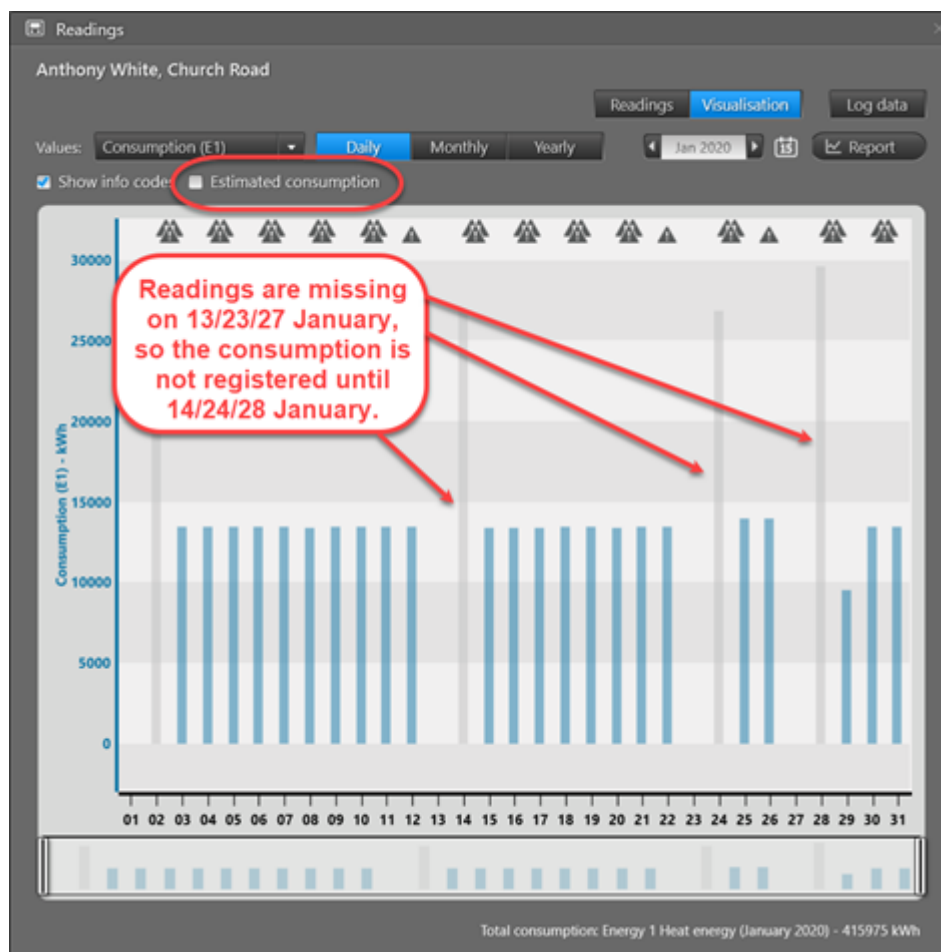 Readings
Anthony White, Church Road
Readings Visualisation Log data
Values: Consumption (E1) Daily Monthly Yearly Jan 2020 15 Report
Show info code Estimated consumption
30000
25000
20000
15000
10000
5000
0
Consumption (E1) - kWh
Readings are missing
on 13/23/27 January,
so the consumption is
not registered until
14/24/28 January.
01 02 03 04 05 06 07 08 09 10 11 12 13 14 15 16 17 18 19 20 21 22 23 24 25 26 27 28 29 30 31
Total consumption: Energy 1 Heat energy (January 2020) - 415975 kWh